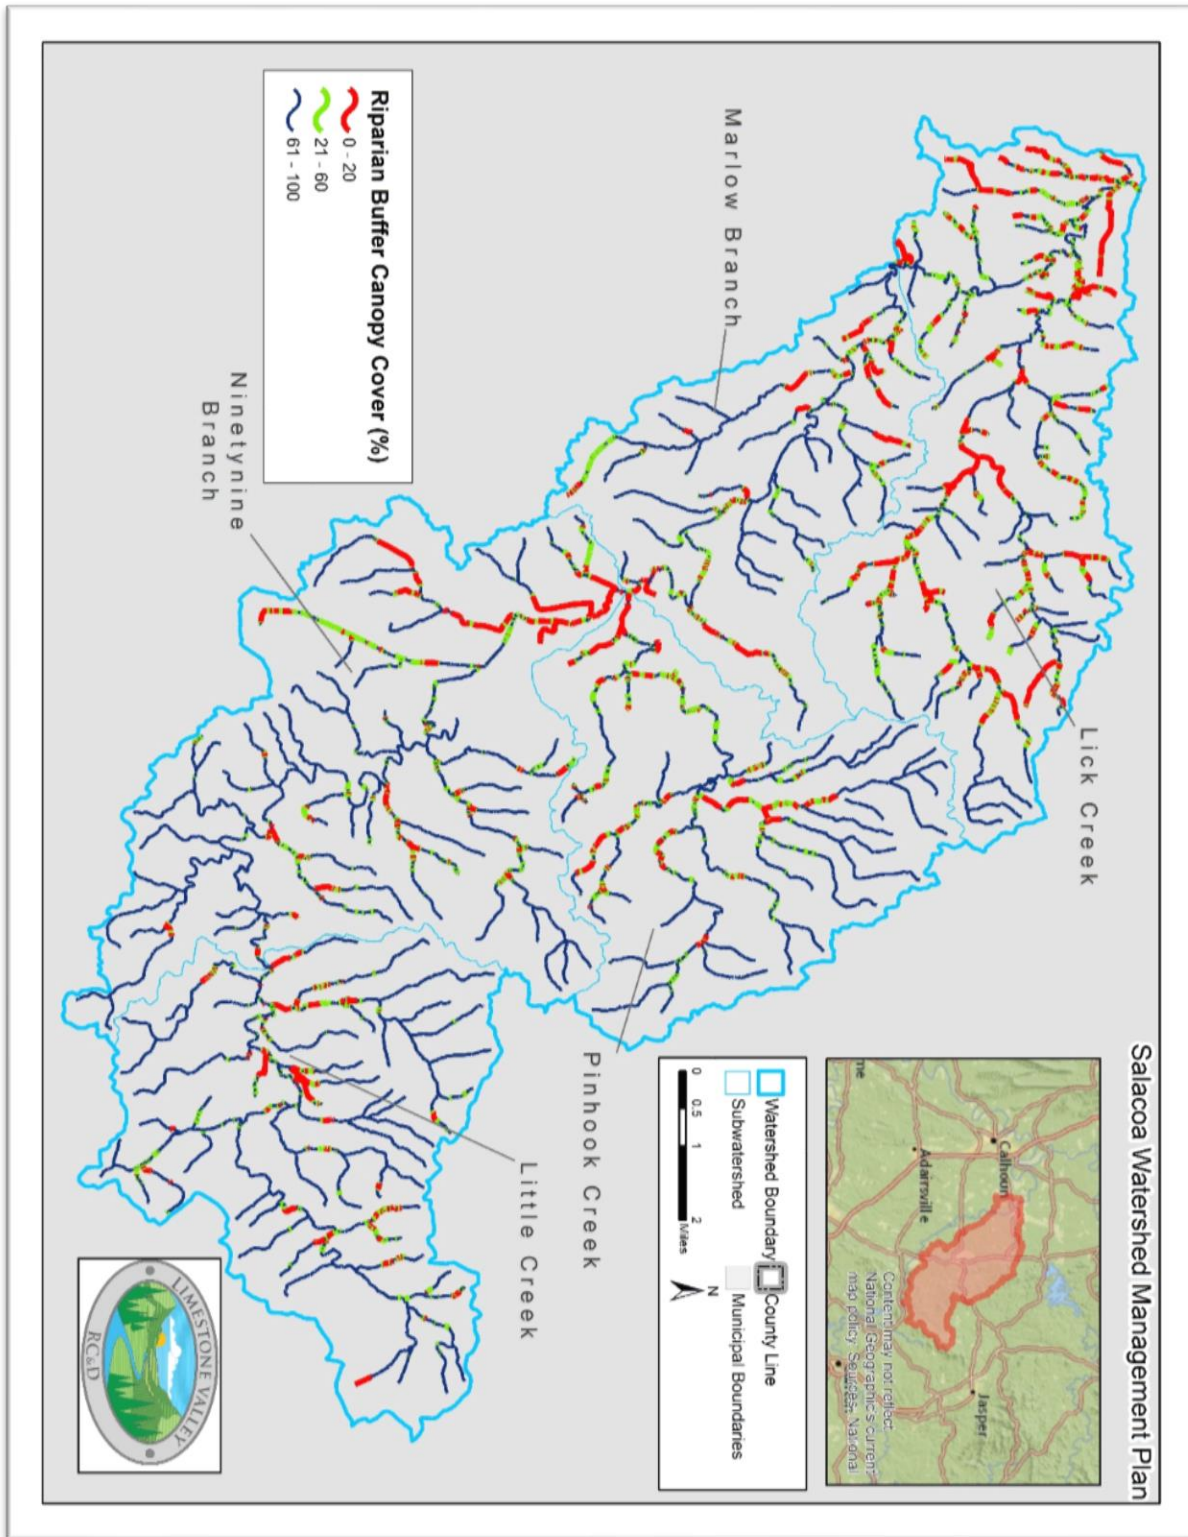 Salacoa Watershed Management Plan
Calhoun
Adairsville
Jasper
me
Content may not reflect
National Geographic's current
map policy. Sources: National
Watershed Boundary
County Line
Subwatershed
Municipal Boundaries
0 0.5 1 2
Miles
N
Lick Creek
Pinhook Creek
Little Creek
Marlow Branch
Ninetynine
Branch
Riparian Buffer Canopy Cover (%)
0 - 20
21 - 60
61 - 100
LIMESTONE VALLEY
RC&D